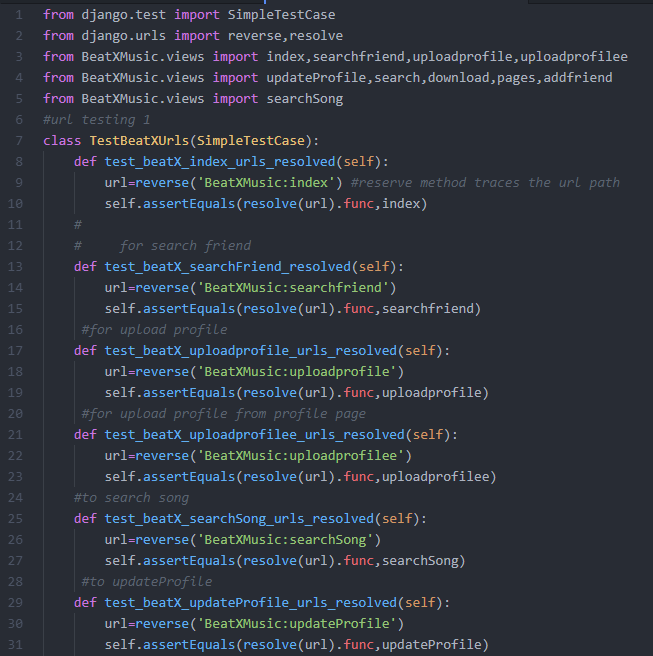 1 from django.test import SimpleTestCase
2 from django.urls import reverse,resolve
3 from BeatXMusic.views import index,searchfriend,uploadprofile,uploadprofilee
4 from BeatXMusic.views import updateProfile,search,download,pages,addfriend
5 from BeatXMusic.views import searchSong
6 #url testing 1
7 class TestBeatXUrls(SimpleTestCase):
8     def test_beatX_index_urls_resolved(self):
9         url=reverse('BeatXMusic:index') #reserve method traces the url path
10         self.assertEquals(resolve(url).func,index)
11     #
12     #     for search friend
13     def test_beatX_searchFriend_resolved(self):
14         url=reverse('BeatXMusic:searchfriend')
15         self.assertEquals(resolve(url).func,searchfriend)
16      #for upload profile
17     def test_beatX_uploadprofile_urls_resolved(self):
18         url=reverse('BeatXMusic:uploadprofile')
19         self.assertEquals(resolve(url).func,uploadprofile)
20      #for upload profile from profile page
21     def test_beatX_uploadprofilee_urls_resolved(self):
22         url=reverse('BeatXMusic:uploadprofilee')
23         self.assertEquals(resolve(url).func,uploadprofilee)
24     #to search song
25     def test_beatX_searchSong_urls_resolved(self):
26         url=reverse('BeatXMusic:searchSong')
27         self.assertEquals(resolve(url).func,searchSong)
28      #to updateProfile
29     def test_beatX_updateProfile_urls_resolved(self):
30         url=reverse('BeatXMusic:updateProfile')
31         self.assertEquals(resolve(url).func,updateProfile)